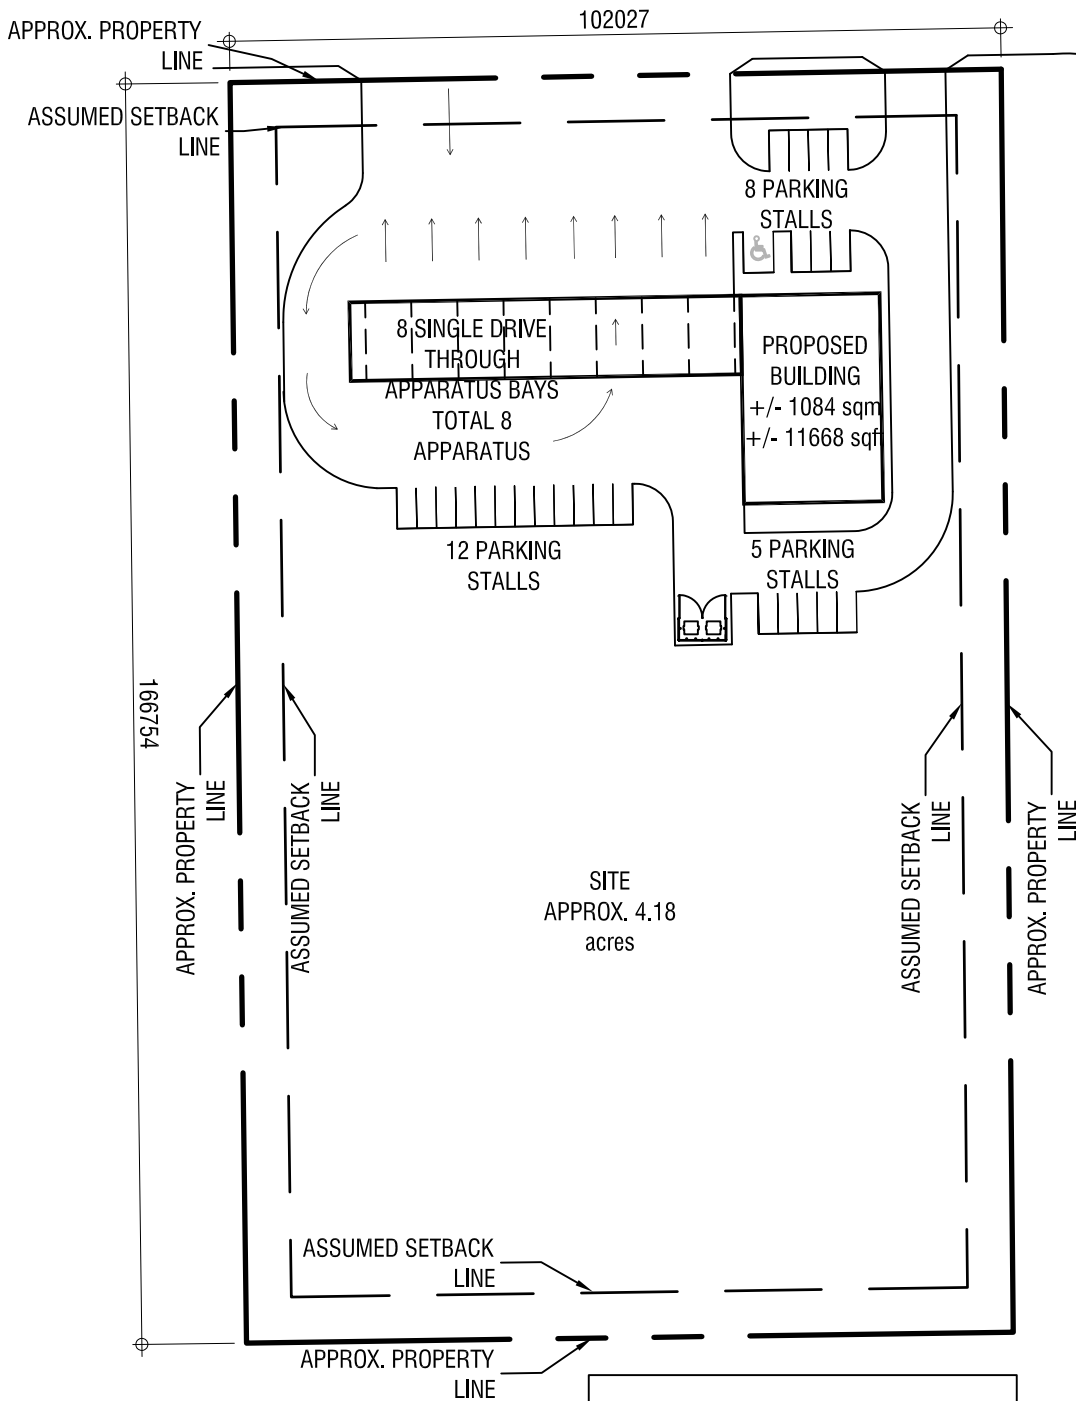 102027
APPROX. PROPERTY
LINE
ASSUMED SETBACK
LINE
8 PARKING
STALLS
8 SINGLE DRIVE
THROUGH
APPARATUS BAYS
TOTAL 8
APPARATUS
PROPOSED
BUILDING
+/- 1084 sqm
+/- 11668 sqft
12 PARKING
STALLS
5 PARKING
STALLS
166754
APPROX. PROPERTY
LINE
ASSUMED SETBACK
LINE
SITE
APPROX. 4.18
acres
ASSUMED SETBACK
LINE
APPROX. PROPERTY
LINE
ASSUMED SETBACK
LINE
APPROX. PROPERTY
LINE